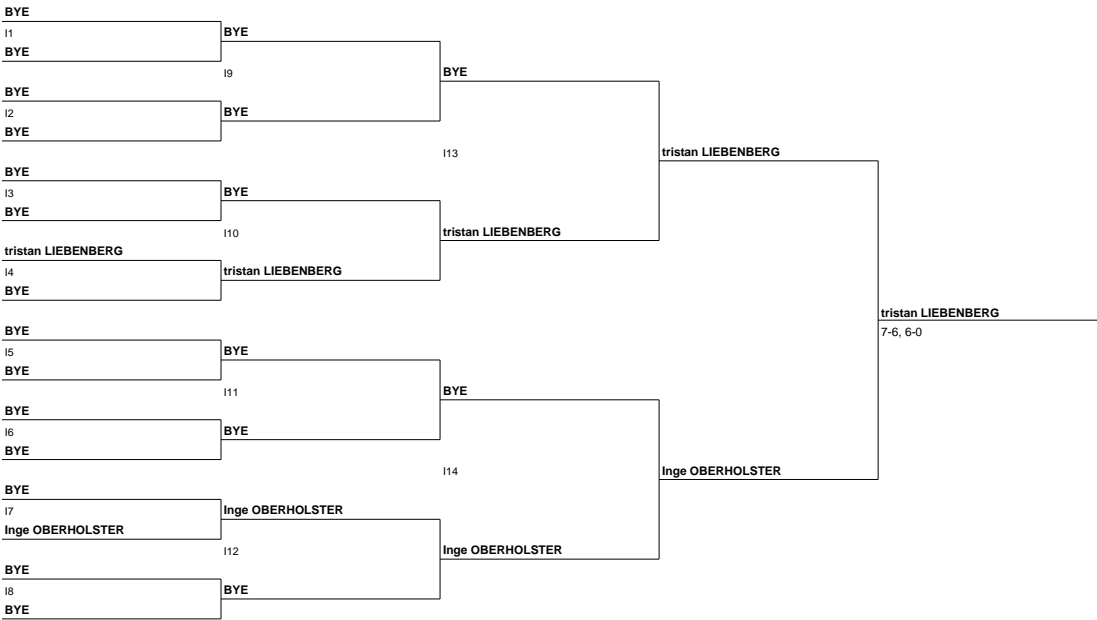 BYE
I1
BYE
BYE
I9
BYE
BYE
I2
BYE
BYE
I13
tristan LIEBENBERG
BYE
I3
BYE
BYE
I10
tristan LIEBENBERG
tristan LIEBENBERG
I4
tristan LIEBENBERG
BYE
tristan LIEBENBERG
7-6, 6-0
BYE
I5
BYE
BYE
I11
BYE
BYE
I6
BYE
BYE
I14
Inge OBERHOLSTER
BYE
I7
Inge OBERHOLSTER
Inge OBERHOLSTER
I12
Inge OBERHOLSTER
BYE
I8
BYE
BYE